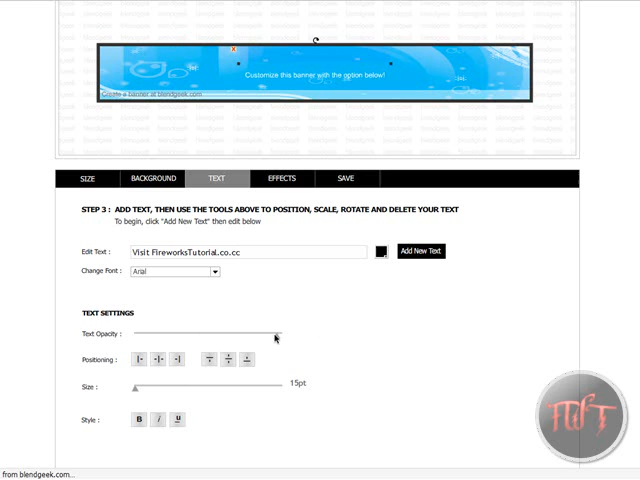 Customize this banner with the option below!
Create a banner at blendgeek.com
SIZE
BACKGROUND
TEXT
EFFECTS
SAVE
STEP 3 : ADD TEXT, THEN USE THE TOOLS ABOVE TO POSITION, SCALE, ROTATE AND DELETE YOUR TEXT
To begin, click "Add New Text" then edit below
Edit Text :
Visit FireworksTutorial.co.cc
Add New Text
Change Font :
Arial
TEXT SETTINGS
Text Opacity :
Positioning :
Size :
15pt
Style :
B i u
from blendgeek.com...